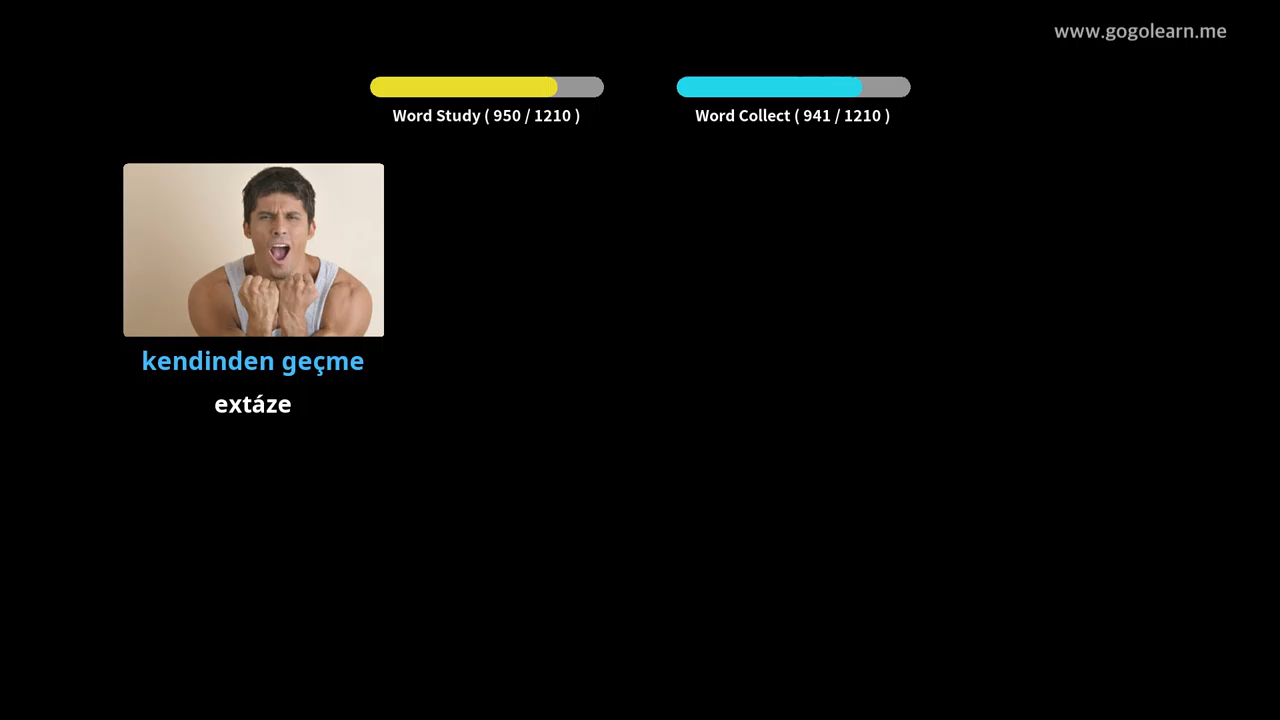 www.gogolearn.me
Word Study ( 950 / 1210 )
Word Collect ( 941 / 1210 )
kendinden geçme
extáze